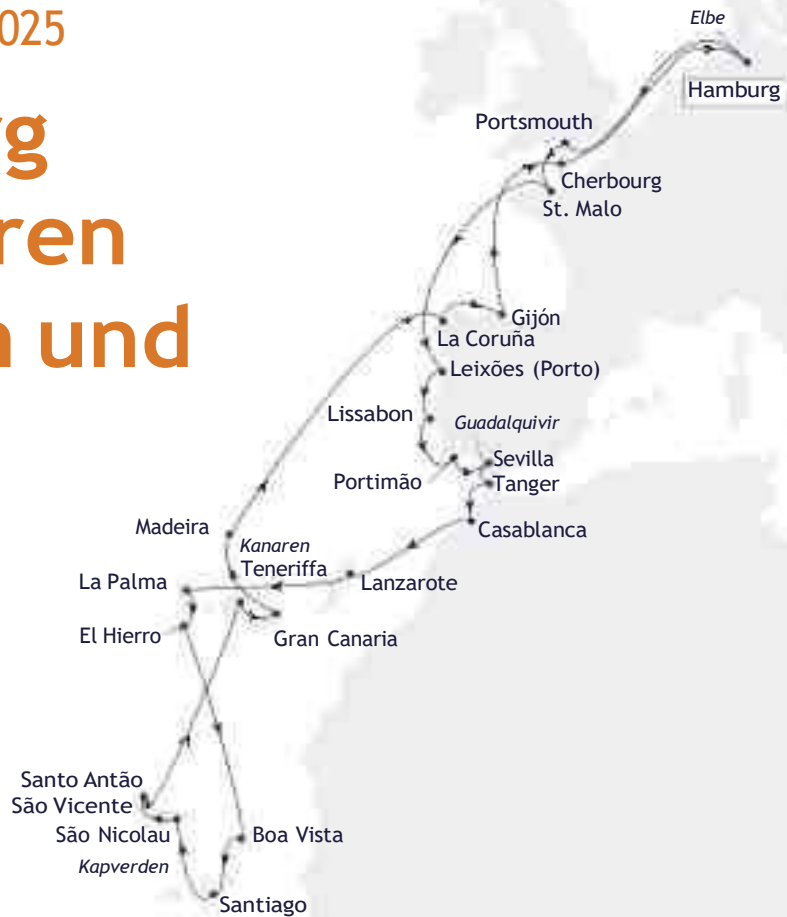 025
rg
ren
n und
Elbe
Hamburg
Portsmouth
Cherbourg
St. Malo
Gijón
La Coruña
Leixões (Porto)
Lissabon
Guadalquivir
Sevilla
Portimão
Tanger
Casablanca
Madeira
Kanaren
Teneriffa
La Palma
Lanzarote
El Hierro
Gran Canaria
Santo Antão
São Vicente
São Nicolau
Boa Vista
Kapverden
Santiago